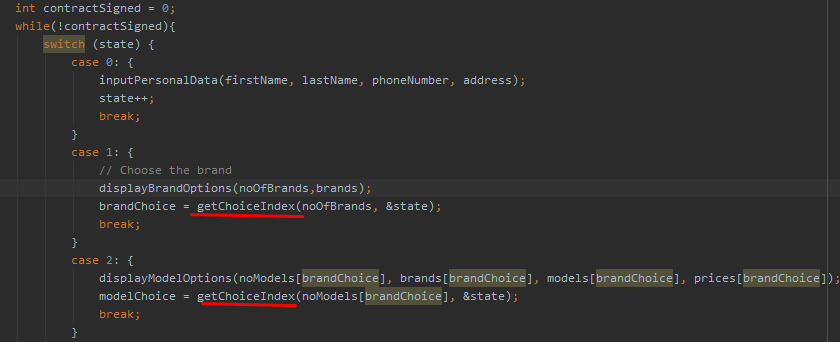 int contractSigned = 0;
while(!contractSigned){
switch (state) {
case 0: {
inputPersonalData(firstName, lastName, phoneNumber, address);
state++;
break;
}
case 1: {
// Choose the brand
displayBrandOptions(noOfBrands,brands);
brandChoice = getChoiceIndex(noOfBrands, &state);
break;
}
case 2: {
displayModelOptions(noModels[brandChoice], brands[brandChoice], models[brandChoice], prices[brandChoice]);
modelChoice = getChoiceIndex(noModels[brandChoice], &state);
break;
}